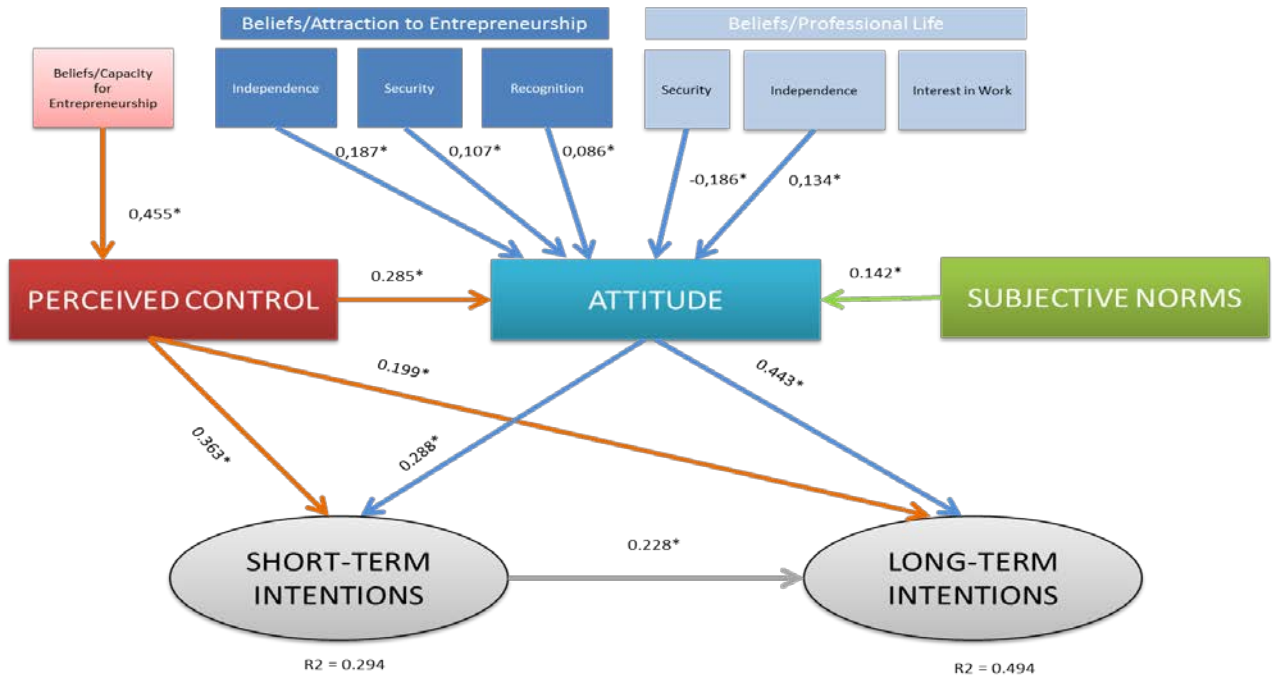 Beliefs/Attraction to Entrepreneurship
Beliefs/Professional Life
Beliefs/Capacity
for
Entrepreneurship
Independence
Security
Recognition
Security
Independence
Interest in Work
0,187*
0,107*
0,086*
-0,186*
0,134*
0,455*
PERCEIVED CONTROL
0.285*
ATTITUDE
0.142*
SUBJECTIVE NORMS
0.199*
0.443*
0.363*
0.288*
SHORT-TERM
INTENTIONS
0.228*
LONG-TERM
INTENTIONS
R2 = 0.294
R2 = 0.494